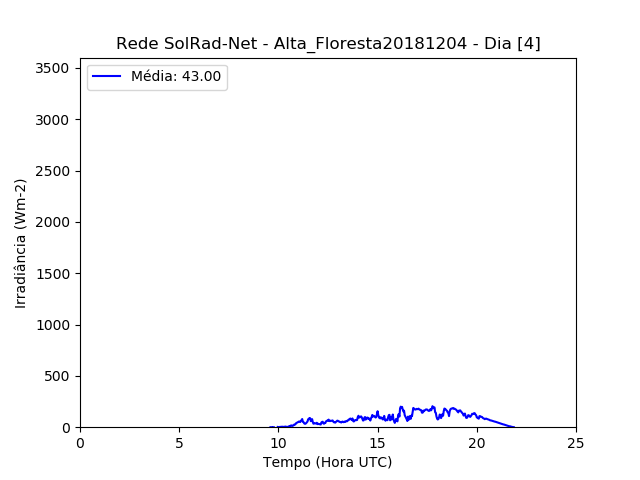 Rede SolRad-Net - Alta_Floresta20181204 - Dia [4]
Média: 43.00
Irradiância (Wm-2)
3500
3000
2500
2000
1500
1000
500
0
0 5 10 15 20 25
Tempo (Hora UTC)